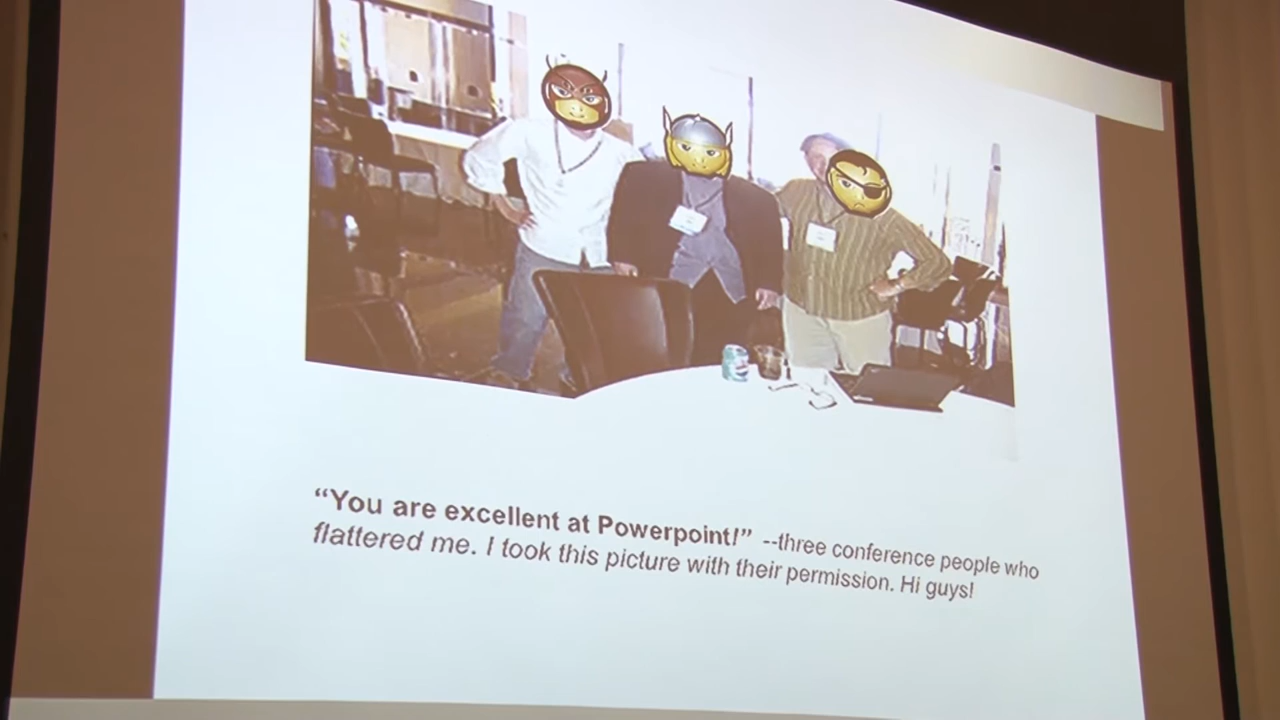 “You are excellent at Powerpoint!” --three conference people who
flattered me. I took this picture with their permission. Hi guys!